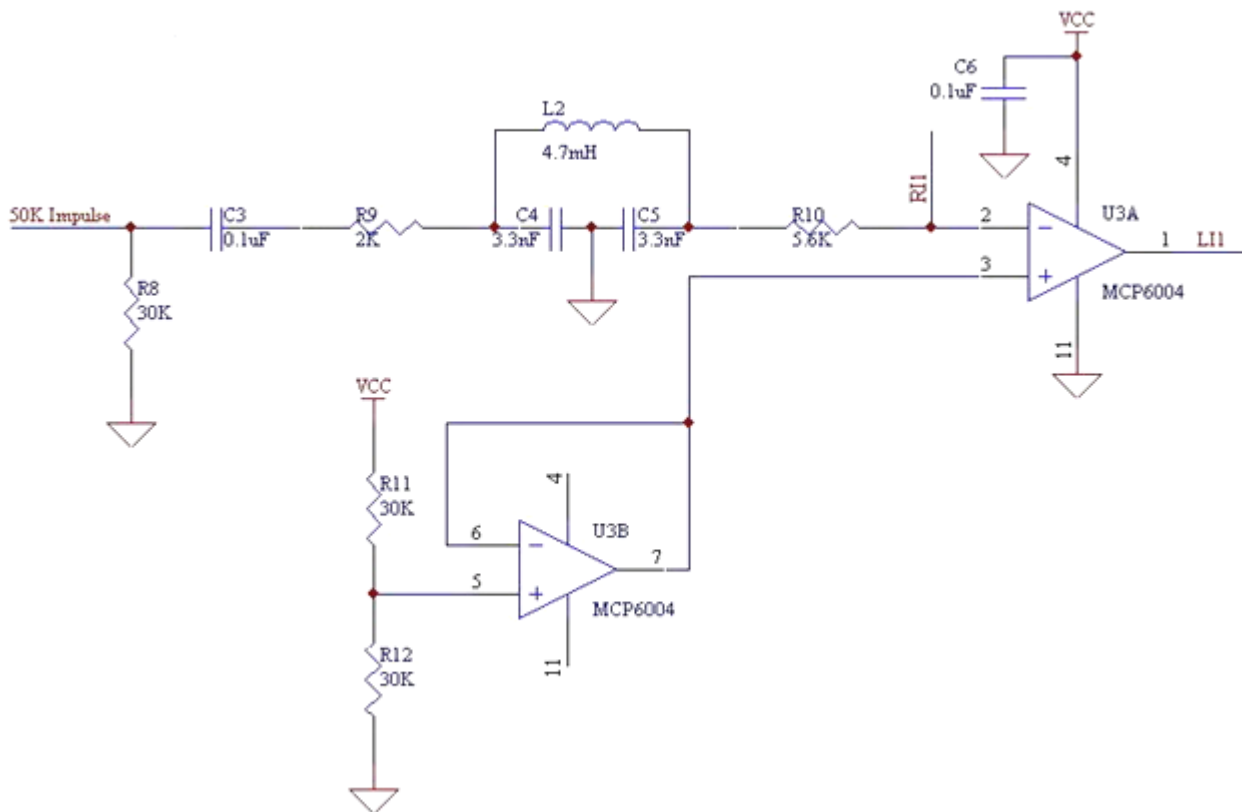 VCC
C6
0.1uF
L2
4.7mH
4
RI1
50K Impulse
C3
0.1uF
R9
2K
C4
3.3nF
C5
3.3nF
R10
5.6K
2
−
U3A
1
LI1
3
+
MCP6004
R8
30K
11
VCC
R11
30K
4
U3B
6
−
7
5
+
MCP6004
R12
30K
11